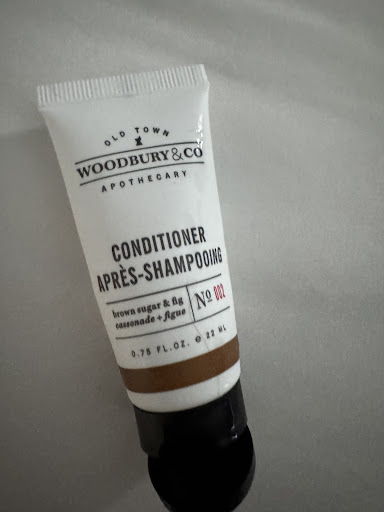 OLD TOWN
WOODBURY & CO
APOTHECARY
CONDITIONER
APRÈS-SHAMPOOING
brown sugar & fig
cassonade + figue
Nº 002
0.75 FL.OZ. ℮ 22 ML